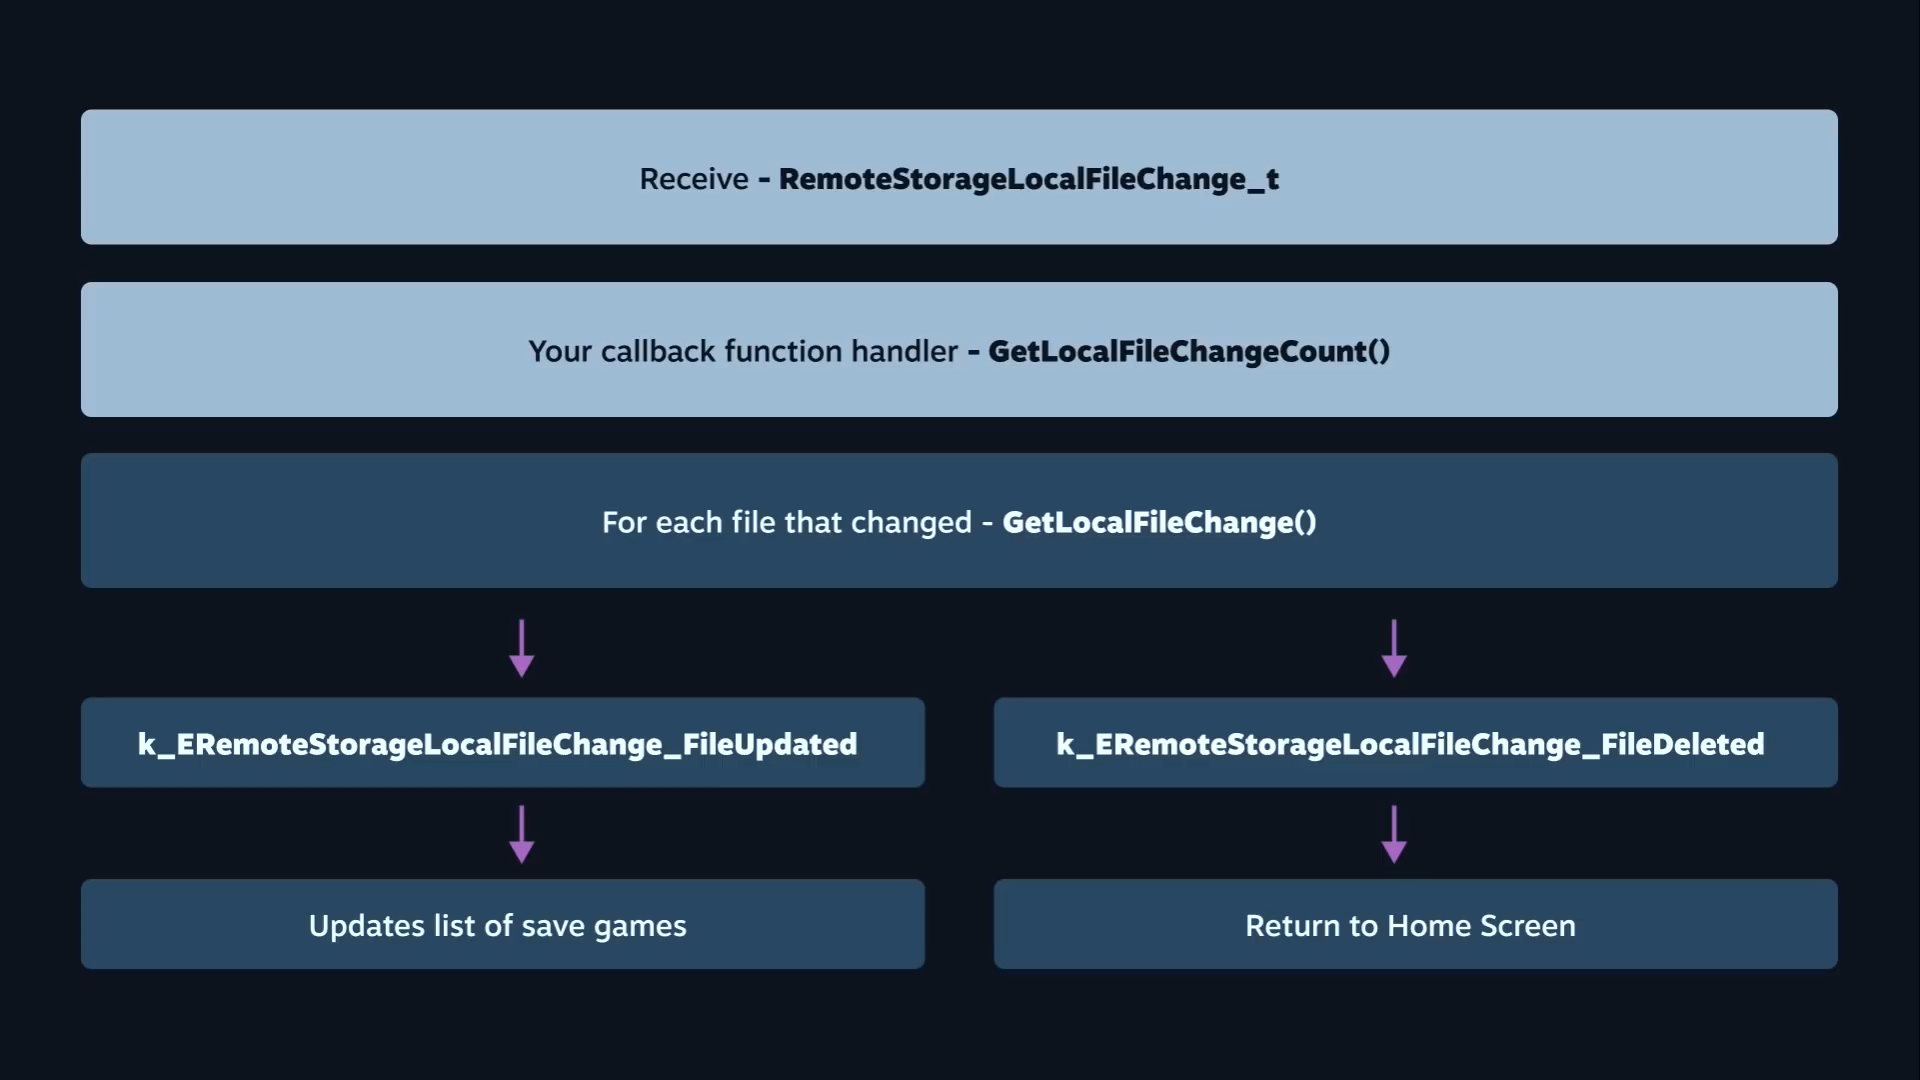 Receive - RemoteStorageLocalFileChange_t
Your callback function handler - GetLocalFileChangeCount()
For each file that changed - GetLocalFileChange()
k_ERemoteStorageLocalFileChange_FileUpdated
k_ERemoteStorageLocalFileChange_FileDeleted
Updates list of save games
Return to Home Screen